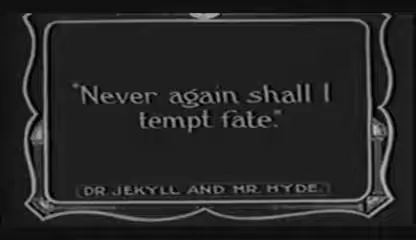 "Never again shall I
tempt fate."
DR. JEKYLL AND MR. HYDE.